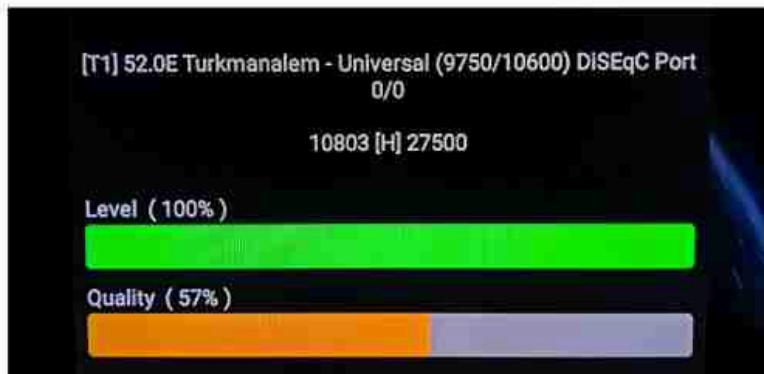 [T1] 52.0E Turkmanalem - Universal (9750/10600) DiSEqC Port
0/0
10803 [H] 27500
Level ( 100% )
Quality ( 57% )